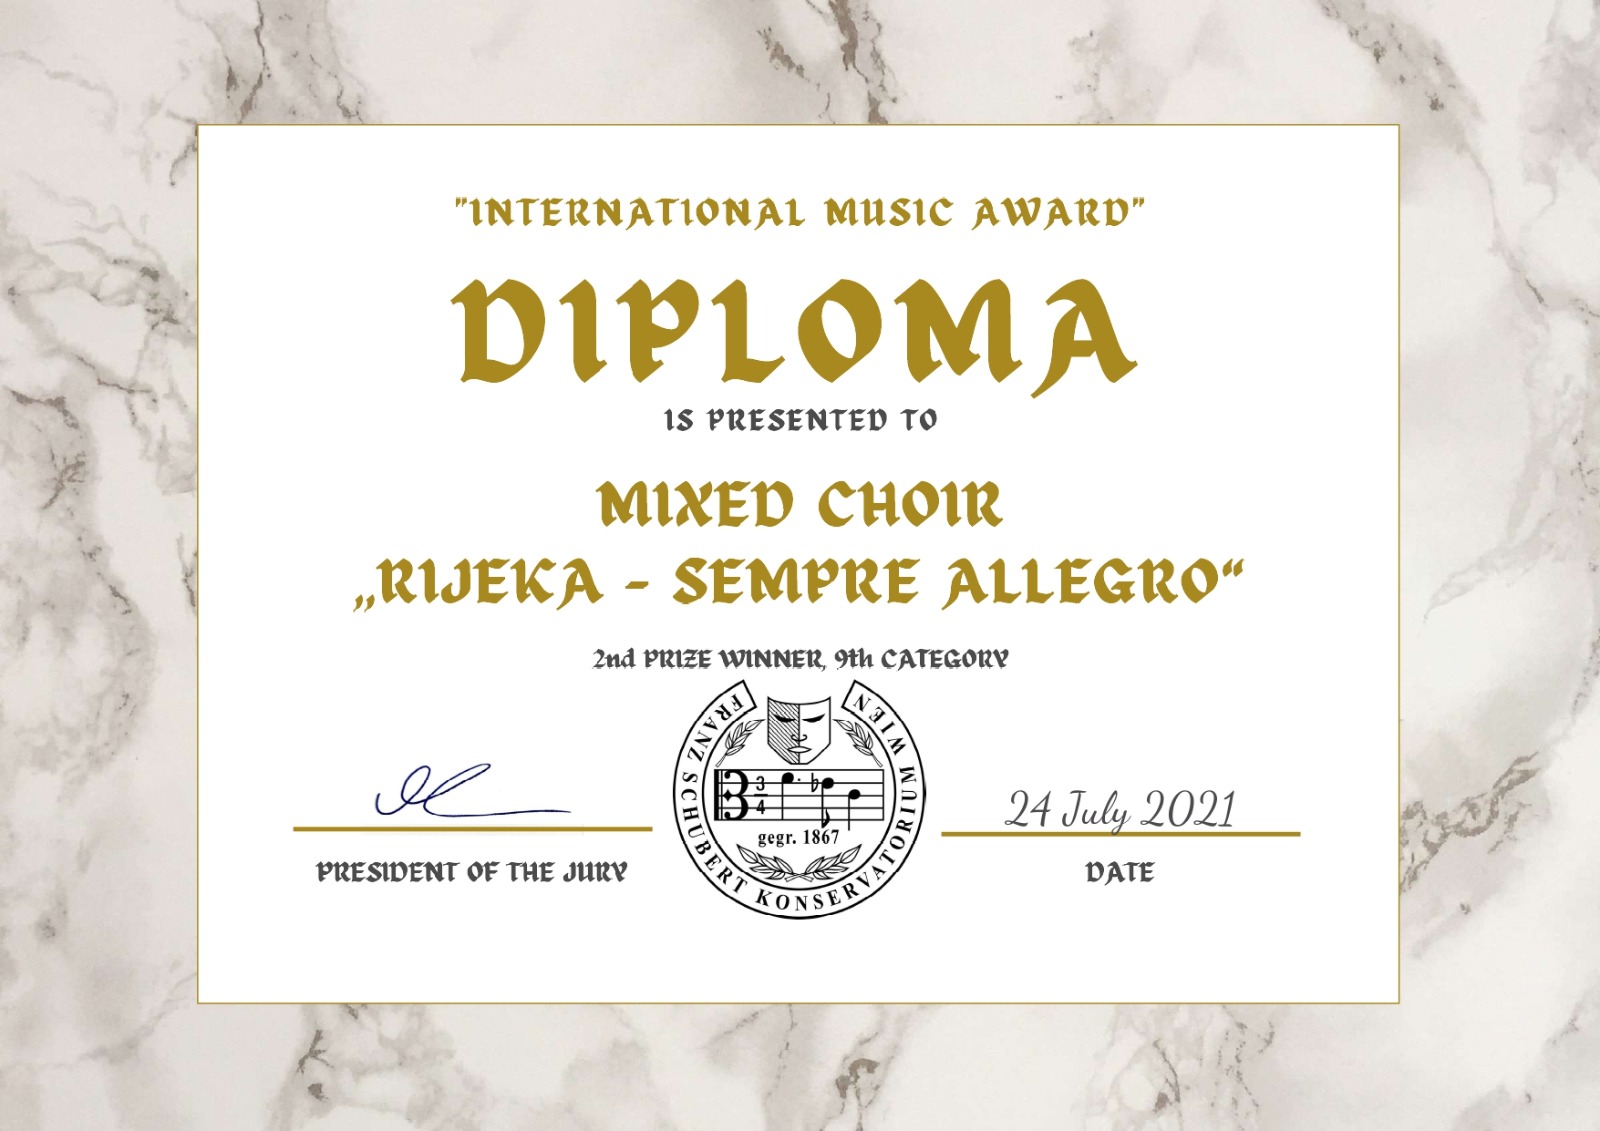 "INTERNATIONAL MUSIC AWARD"
DIPLOMA
IS PRESENTED TO
MIXED CHOIR
„RIJEKA - SEMPRE ALLEGRO“
2nd PRIZE WINNER, 9th CATEGORY
FRANZ SCHUBERT KONSERVATORIUM WIEN
3
4
gegr. 1867
24 July 2021
PRESIDENT OF THE JURY
DATE